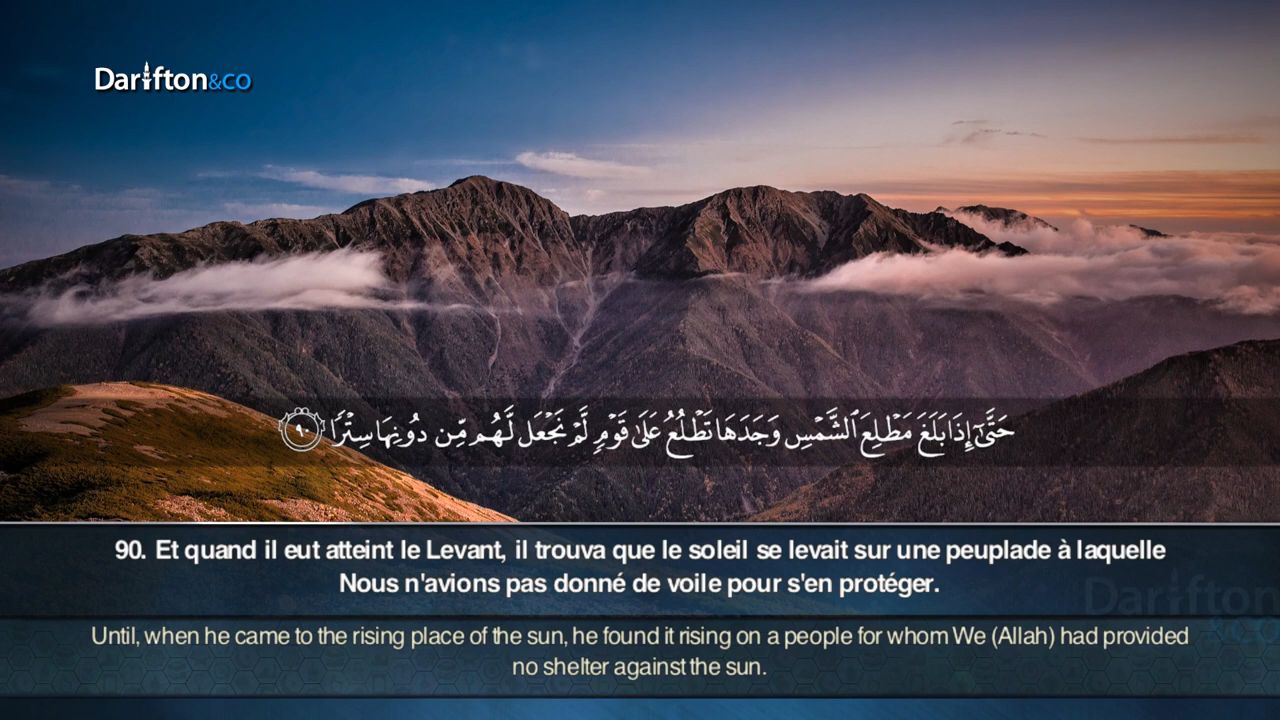 Darifton&co
حَتَّىٰٓ إِذَا بَلَغَ مَطْلِعَ ٱلشَّمْسِ وَجَدَهَا تَطْلُعُ عَلَىٰ قَوْمٍ لَّمْ نَجْعَل لَّهُم مِّن دُونِهَا سِتْرًا ٩٠
90. Et quand il eut atteint le Levant, il trouva que le soleil se levait sur une peuplade à laquelle
Nous n'avions pas donné de voile pour s'en protéger.
Darifton
&co
Until, when he came to the rising place of the sun, he found it rising on a people for whom We (Allah) had provided
no shelter against the sun.